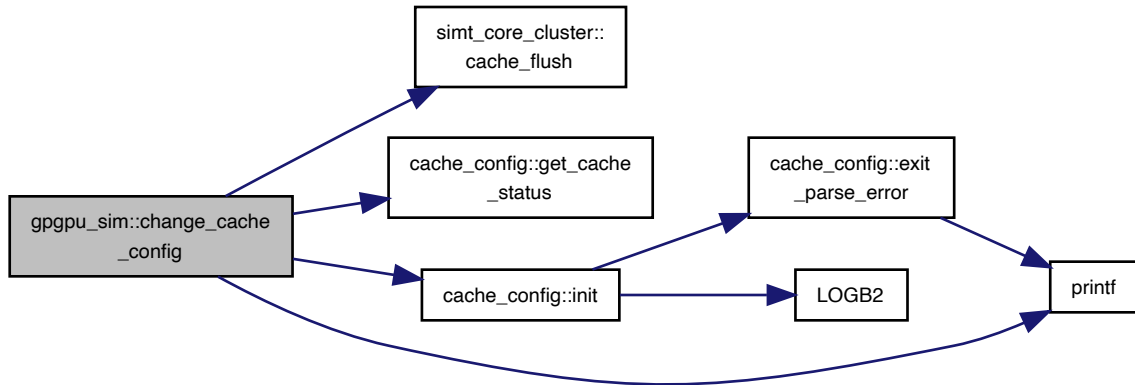 simt_core_cluster::
cache_flush
cache_config::get_cache
_status
cache_config::exit
_parse_error
gpgpu_sim::change_cache
_config
cache_config::init
LOGB2
printf